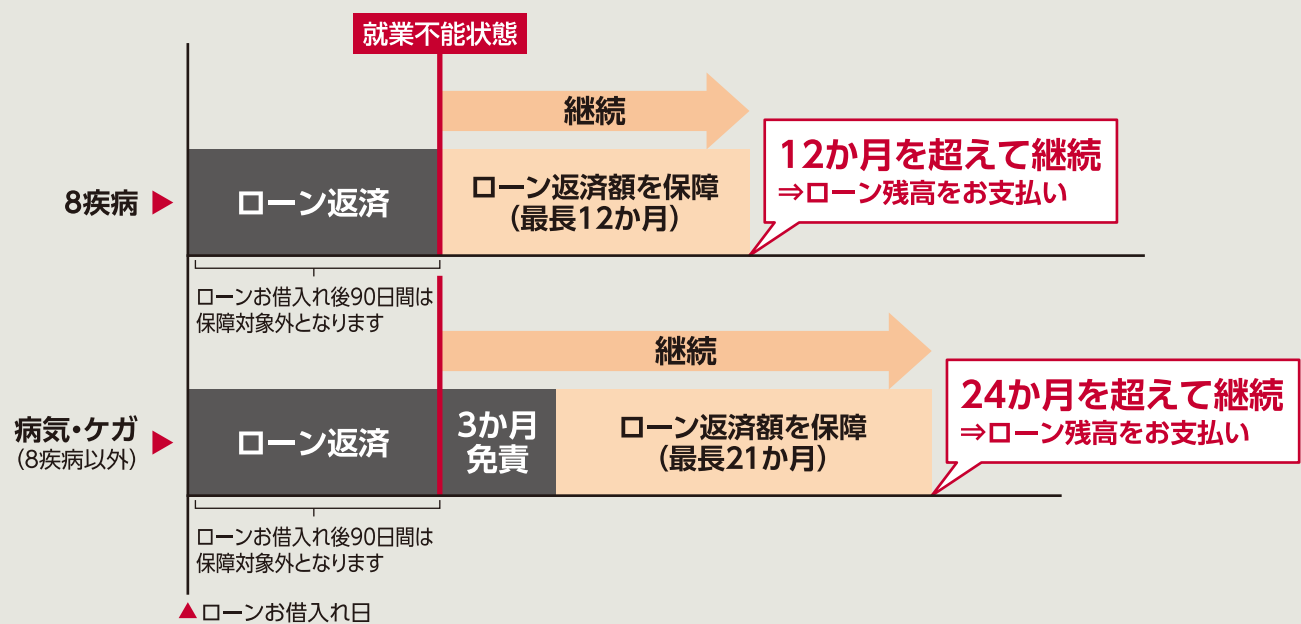 就業不能状態
継続
8疾病 ▶
ローン返済
ローン返済額を保障
(最長12か月)
12か月を超えて継続
⇒ローン残高をお支払い
ローンお借入れ後90日間は
保障対象外となります
継続
病気・ケガ
(8疾病以外)
▶
ローン返済
3か月
免責
ローン返済額を保障
(最長21か月)
24か月を超えて継続
⇒ローン残高をお支払い
ローンお借入れ後90日間は
保障対象外となります
▲ローンお借入れ日